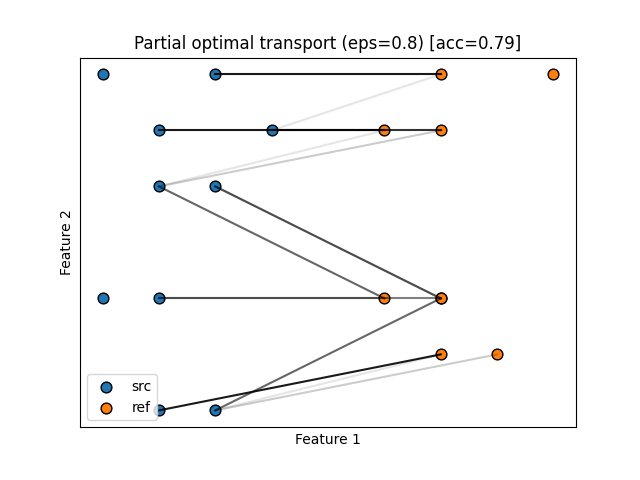 Partial optimal transport (eps=0.8) [acc=0.79]
Feature 2
src
ref
Feature 1